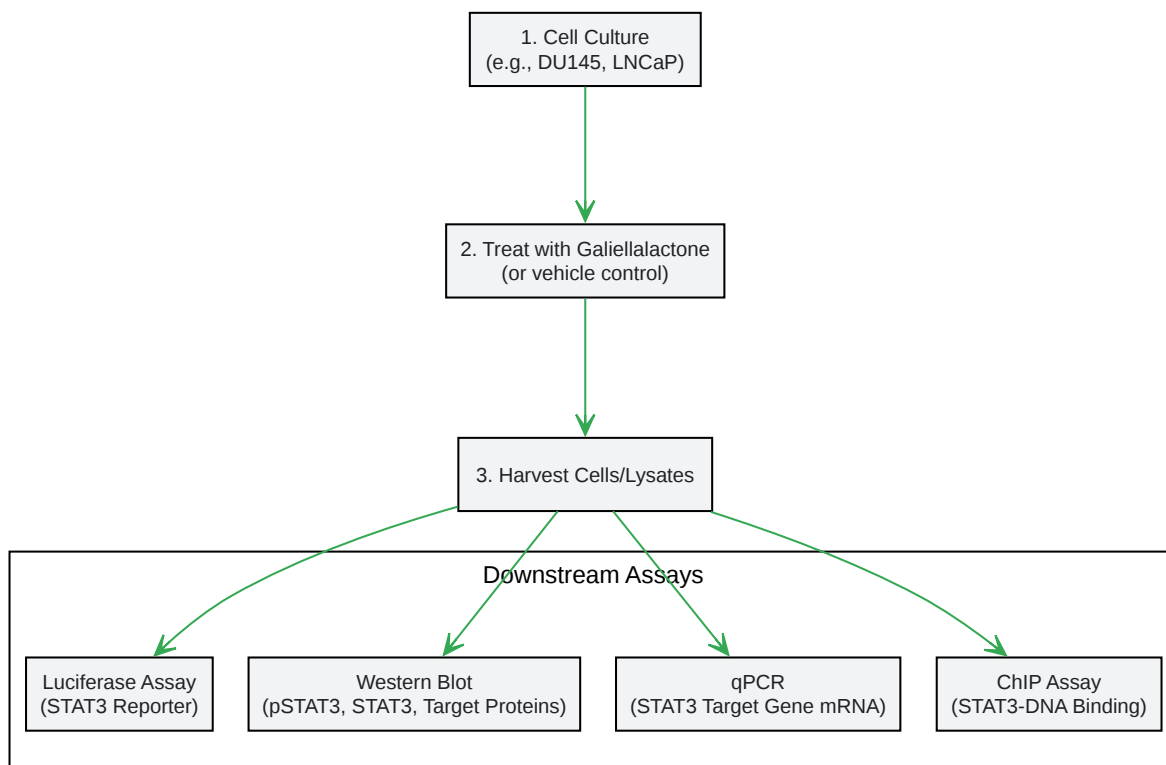 1. Cell Culture
(e.g., DU145, LNCaP)
2. Treat with Galiellalactone
(or vehicle control)
3. Harvest Cells/Lysates
Downstream Assays
Luciferase Assay
(STAT3 Reporter)
Western Blot
(pSTAT3, STAT3, Target Proteins)
qPCR
(STAT3 Target Gene mRNA)
ChIP Assay
(STAT3-DNA Binding)